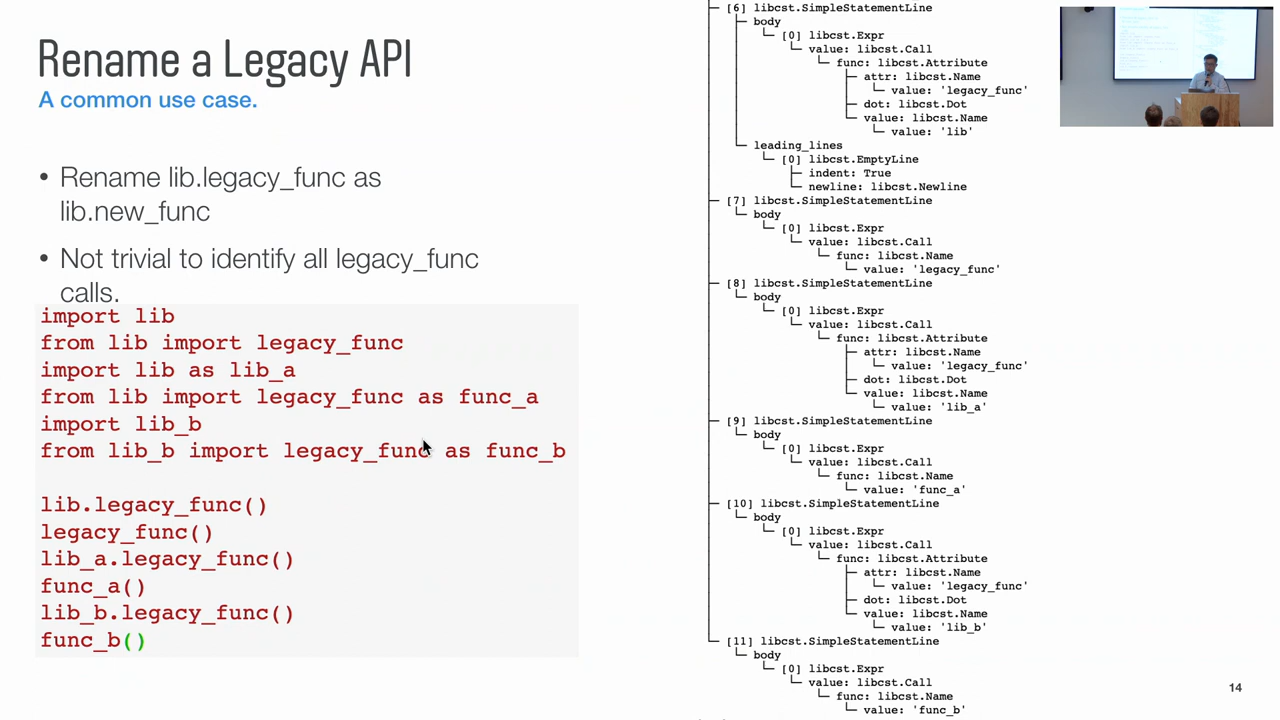 Rename a Legacy API
A common use case.
• Rename lib.legacy_func as
lib.new_func
• Not trivial to identify all legacy_func
calls.
import lib
from lib import legacy_func
import lib as lib_a
from lib import legacy_func as func_a
import lib_b
from lib_b import legacy_func as func_b
lib.legacy_func()
legacy_func()
lib_a.legacy_func()
func_a()
lib_b.legacy_func()
func_b()
[6] libcst.SimpleStatementLine
body
[0] libcst.Expr
value: libcst.Call
func: libcst.Attribute
attr: libcst.Name
value: 'legacy_func'
dot: libcst.Dot
value: libcst.Name
value: 'lib'
leading_lines
[0] libcst.EmptyLine
indent: True
newline: libcst.Newline
[7] libcst.SimpleStatementLine
body
[0] libcst.Expr
value: libcst.Call
func: libcst.Name
value: 'legacy_func'
[8] libcst.SimpleStatementLine
body
[0] libcst.Expr
value: libcst.Call
func: libcst.Attribute
attr: libcst.Name
value: 'legacy_func'
dot: libcst.Dot
value: libcst.Name
value: 'lib_a'
[9] libcst.SimpleStatementLine
body
[0] libcst.Expr
value: libcst.Call
func: libcst.Name
value: 'func_a'
[10] libcst.SimpleStatementLine
body
[0] libcst.Expr
value: libcst.Call
func: libcst.Attribute
attr: libcst.Name
value: 'legacy_func'
dot: libcst.Dot
value: libcst.Name
value: 'lib_b'
[11] libcst.SimpleStatementLine
body
[0] libcst.Expr
value: libcst.Call
func: libcst.Name
value: 'func_b'
14